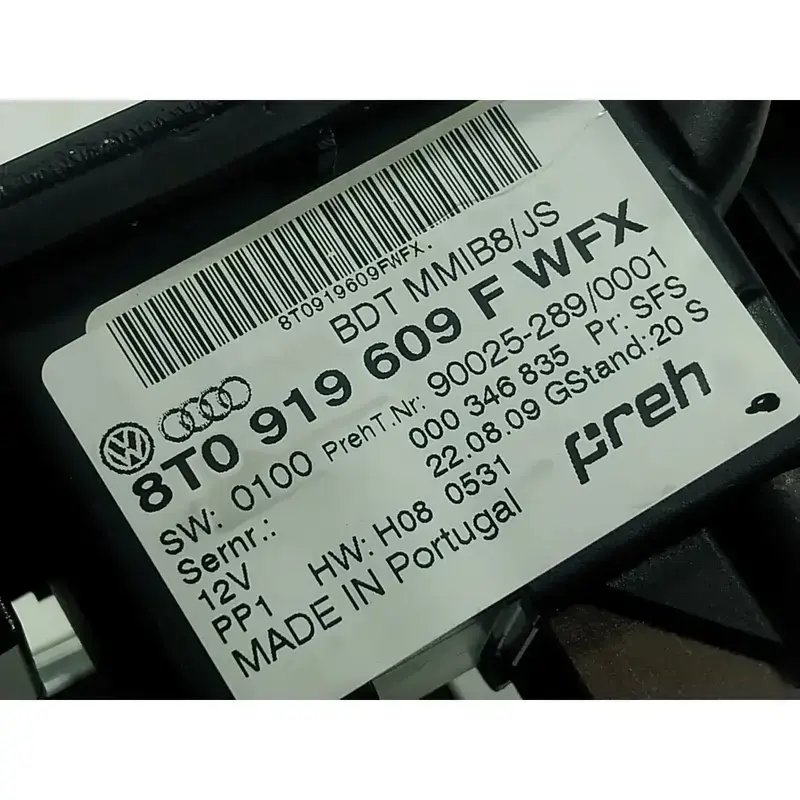 8T0919609FWFX.
BDT MMIB8/JS
8T0 919 609 F WFX
SW: 0100 PrehT.Nr: 90025-289/0001
Sernr.: 000 346 835 Pr: SFS
12V 22.08.09 GStand:20 S
PP1 HW: H08 0531
MADE IN Portugal
preh